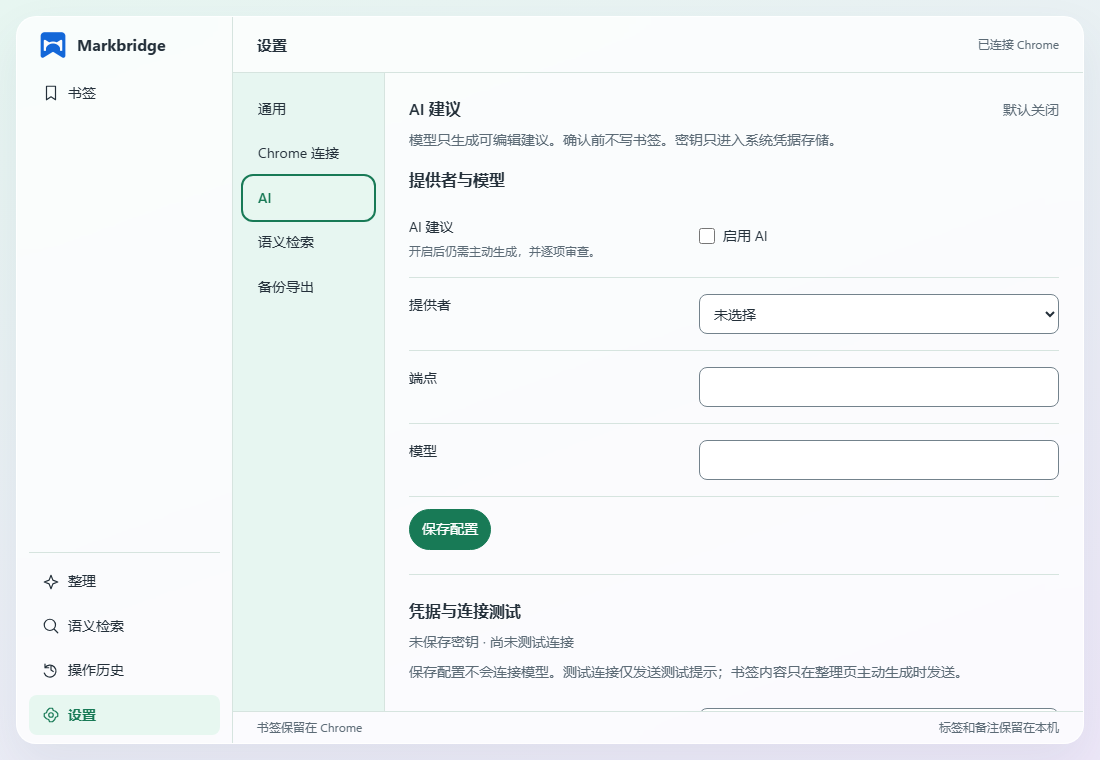 Markbridge
书签
整理
语义检索
操作历史
设置
设置
已连接 Chrome
通用
Chrome 连接
AI
语义检索
备份导出
AI 建议
默认关闭
模型只生成可编辑建议。确认前不写书签。密钥只进入系统凭据存储。
提供者与模型
AI 建议
开启后仍需主动生成，并逐项审查。
启用 AI
提供者
未选择
端点
模型
保存配置
凭据与连接测试
未保存密钥 · 尚未测试连接
保存配置不会连接模型。测试连接仅发送测试提示；书签内容只在整理页主动生成时发送。
书签保留在 Chrome
标签和备注保留在本机